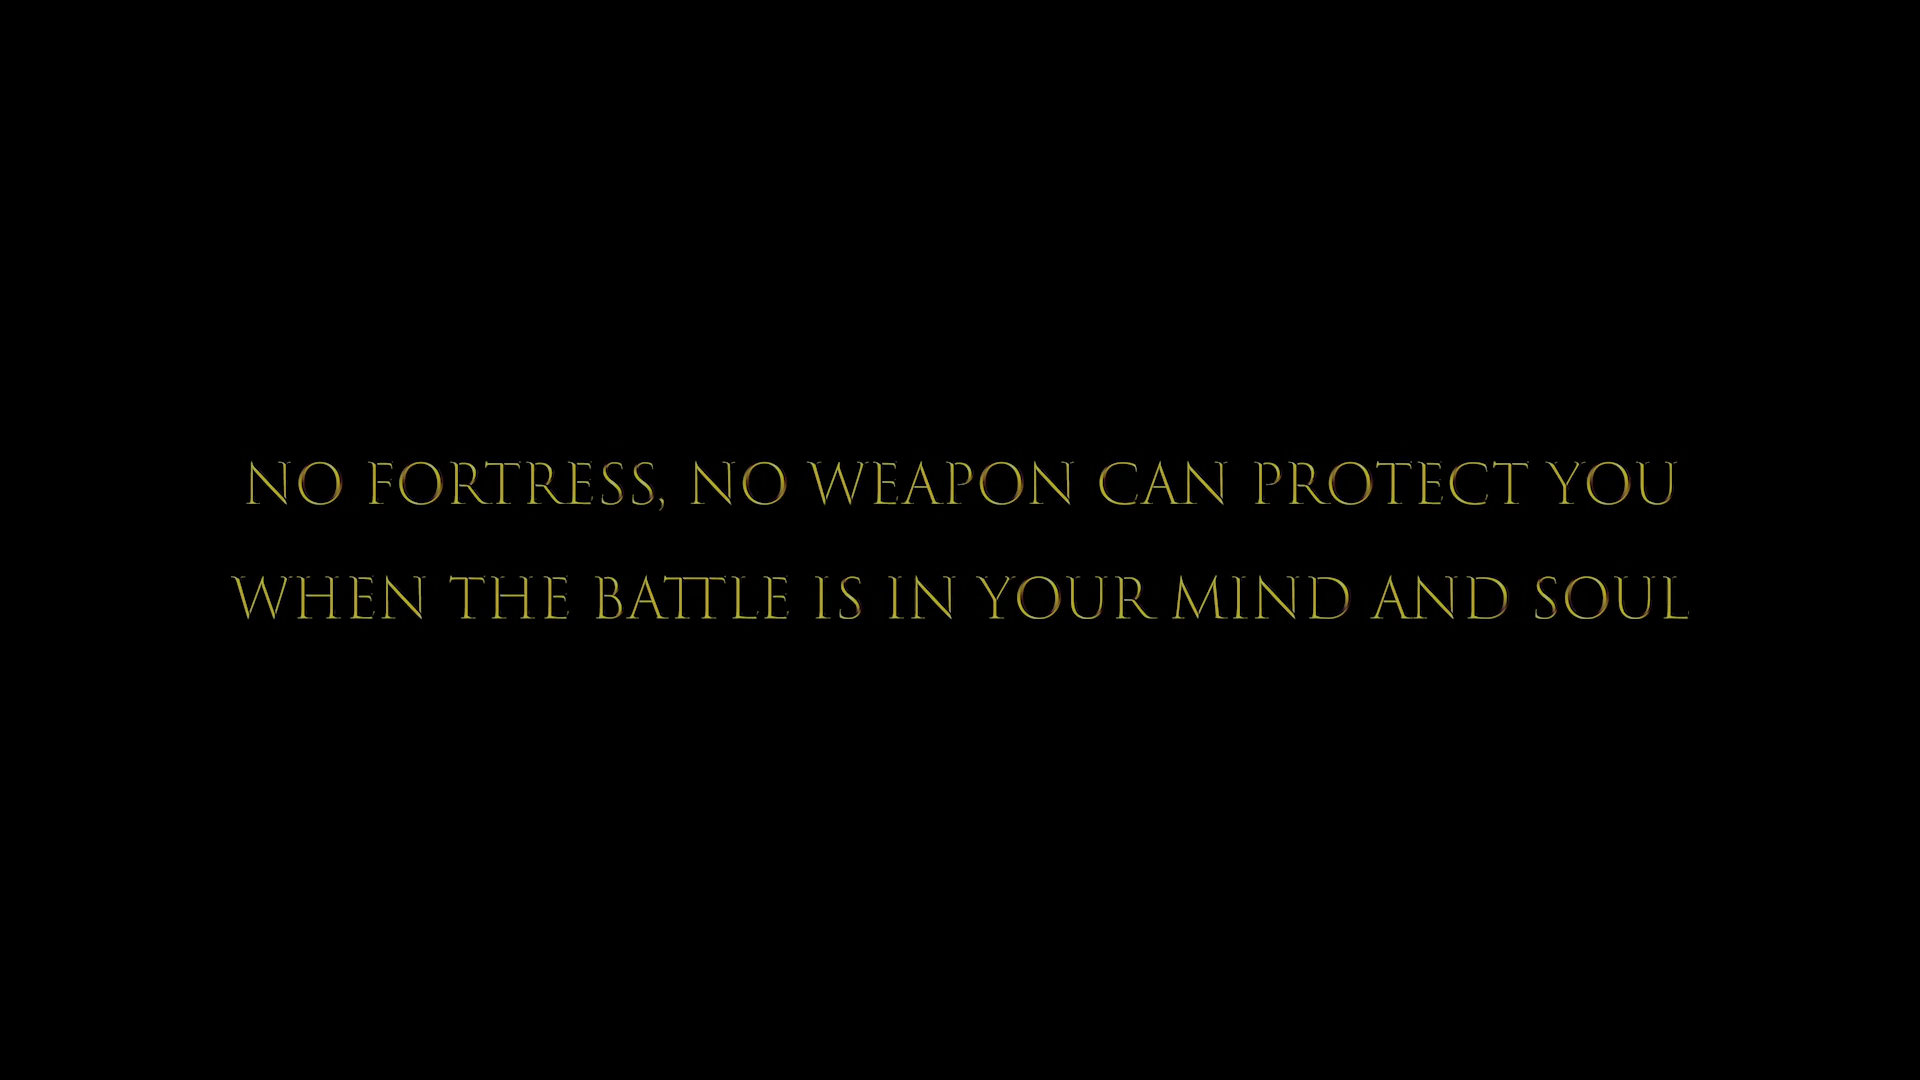 NO FORTRESS, NO WEAPON CAN PROTECT YOU
WHEN THE BATTLE IS IN YOUR MIND AND SOUL